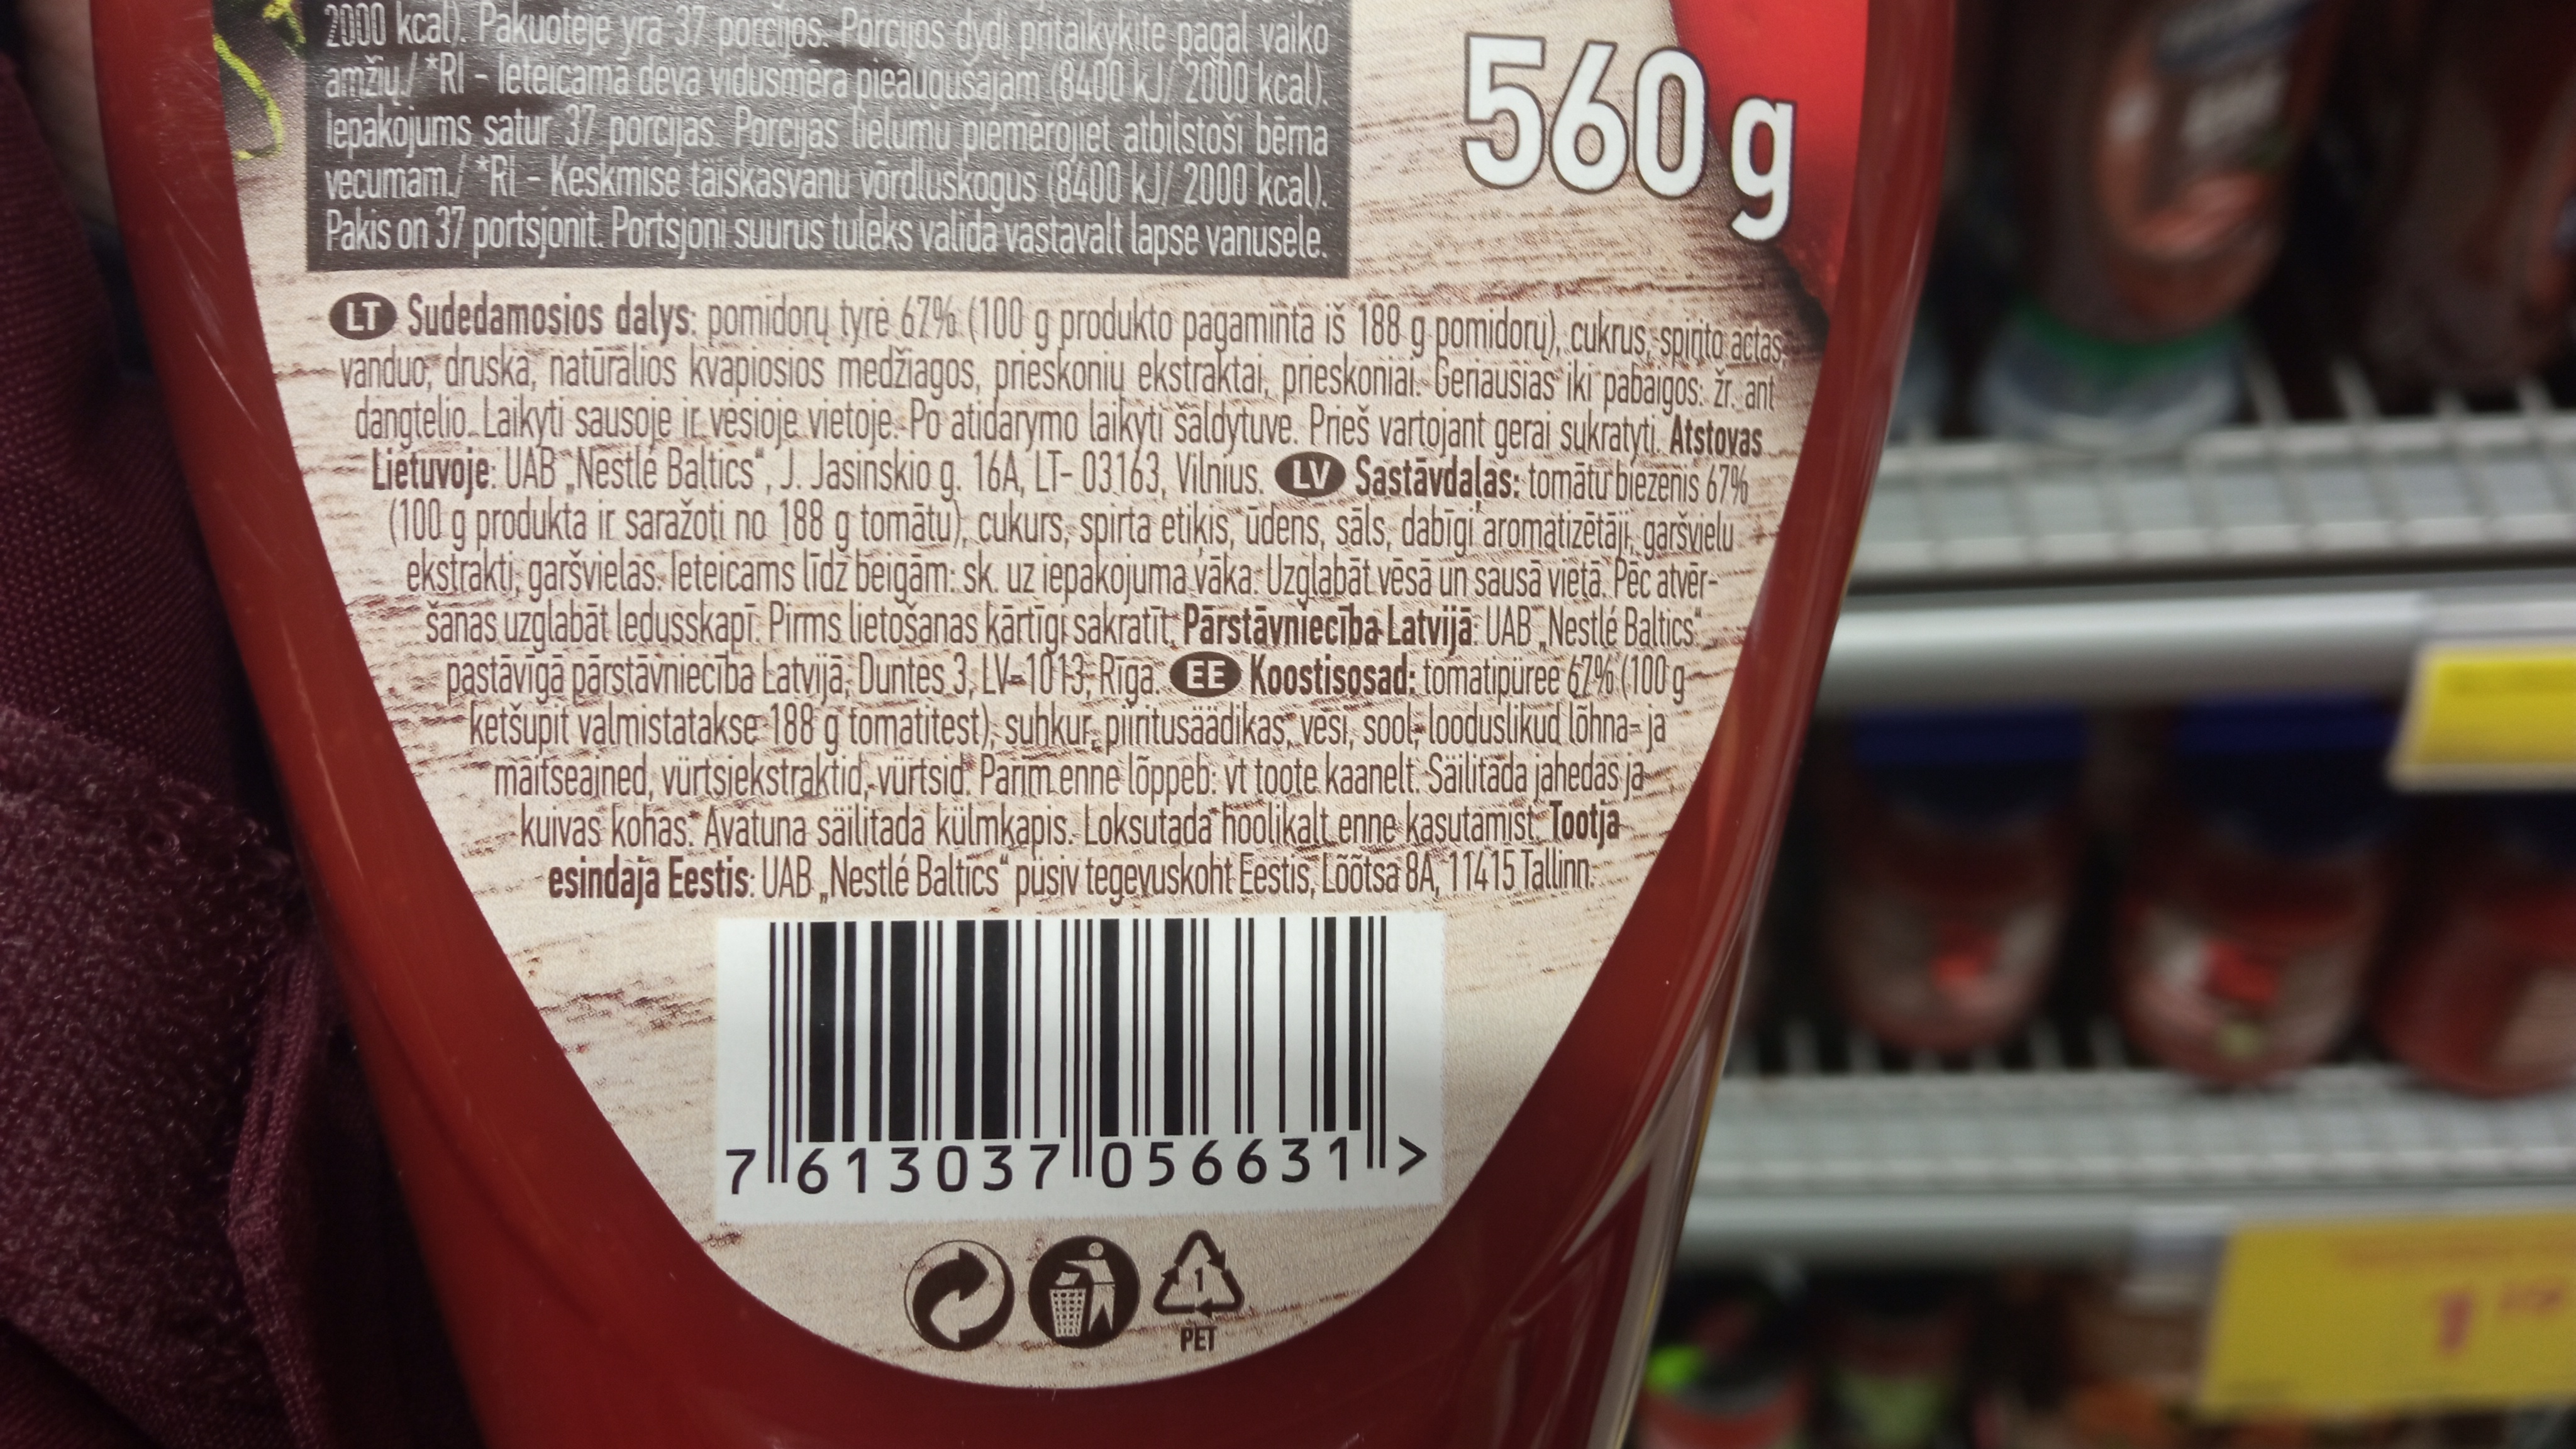 2000 kcal). Pakuotėje yra 37 porcijos. Porcijos dydį pritaikykite pagal vaiko
amžių./ *RI - Ieteicamā deva vidusmēra pieaugušajam (8400 kJ/ 2000 kcal).
Iepakojums satur 37 porcijas. Porcijas lielumu piemērojiet atbilstoši bērna
vecumam./ *RI - Keskmise täiskasvanu võrdluskogus (8400 kJ/ 2000 kcal).
Pakis on 37 portsjonit. Portsjoni suurus tuleks valida vastavalt lapse vanusele.
560 g
LT Sudedamosios dalys: pomidorų tyrė 67% (100 g produkto pagaminta iš 188 g pomidorų), cukrus, spirito actas,
vanduo, druska, natūralios kvapiosios medžiagos, prieskonių ekstraktai, prieskoniai. Geriausias iki pabaigos: žr. ant
dangtelio. Laikyti sausoje ir vėsioje vietoje. Po atidarymo laikyti šaldytuve. Prieš vartojant gerai sukratyti. Atstovas
Lietuvoje: UAB „Nestlé Baltics“, J. Jasinskio g. 16A, LT- 03163, Vilnius. LV Sastāvdaļas: tomātu biezenis 67%
(100 g produkta ir saražoti no 188 g tomātu), cukurs, spirta etiķis, ūdens, sāls, dabīgi aromatizētāji, garšvielu
ekstrakti, garšvielas. Ieteicams līdz beigām: sk. uz iepakojuma vāka. Uzglabāt vēsā un sausā vietā. Pēc atvēr-
šanas uzglabāt ledusskapī. Pirms lietošanas kārtīgi sakratīt. Pārstāvniecība Latvijā: UAB „Nestlé Baltics“
pastāvīgā pārstāvniecība Latvijā, Duntes 3, LV-1013, Rīga. EE Koostisosad: tomatipüree 67% (100 g
ketšupit valmistatakse 188 g tomatitest), suhkur, piiritusäädikas, vesi, sool, looduslikud lõhna- ja
maitseained, vürtsiekstraktid, vürtsid. Parim enne lõppeb: vt toote kaanelt. Säilitada jahedas ja
kuivas kohas. Avatuna säilitada külmkapis. Loksutada hoolikalt enne kasutamist. Tootja
esindaja Eestis: UAB „Nestlé Baltics“ püsiv tegevuskoht Eestis, Lõõtsa 8A, 11415 Tallinn.
7 613037 056631 >
1
PET